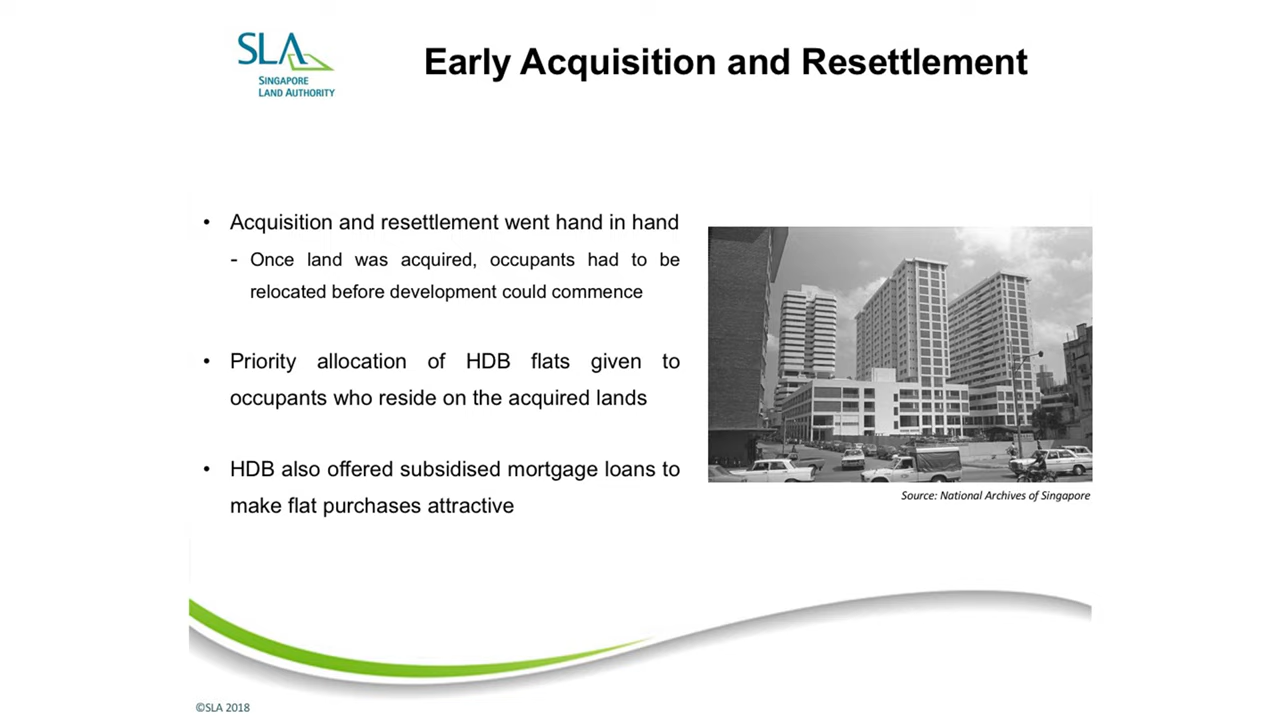 SLA
SINGAPORE
LAND AUTHORITY
Early Acquisition and Resettlement
• Acquisition and resettlement went hand in hand
- Once land was acquired, occupants had to be
relocated before development could commence
• Priority allocation of HDB flats given to
occupants who reside on the acquired lands
• HDB also offered subsidised mortgage loans to
make flat purchases attractive
Source: National Archives of Singapore
©SLA 2018